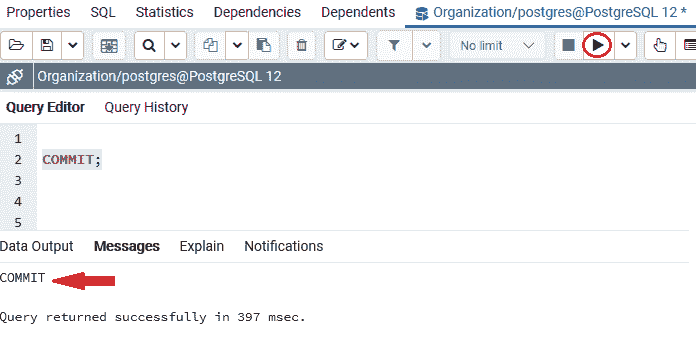 Properties SQL Statistics Dependencies Dependents Organization/postgres@PostgreSQL 12 *
No limit
Organization/postgres@PostgreSQL 12
Query Editor Query History
1
2 COMMIT;
3
4
5
Data Output Messages Explain Notifications
COMMIT
Query returned successfully in 397 msec.